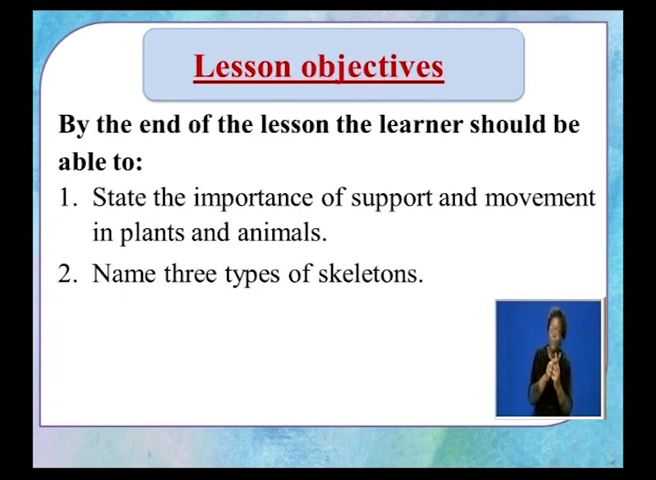 Lesson objectives
By the end of the lesson the learner should be
able to:
1. State the importance of support and movement
in plants and animals.
2. Name three types of skeletons.